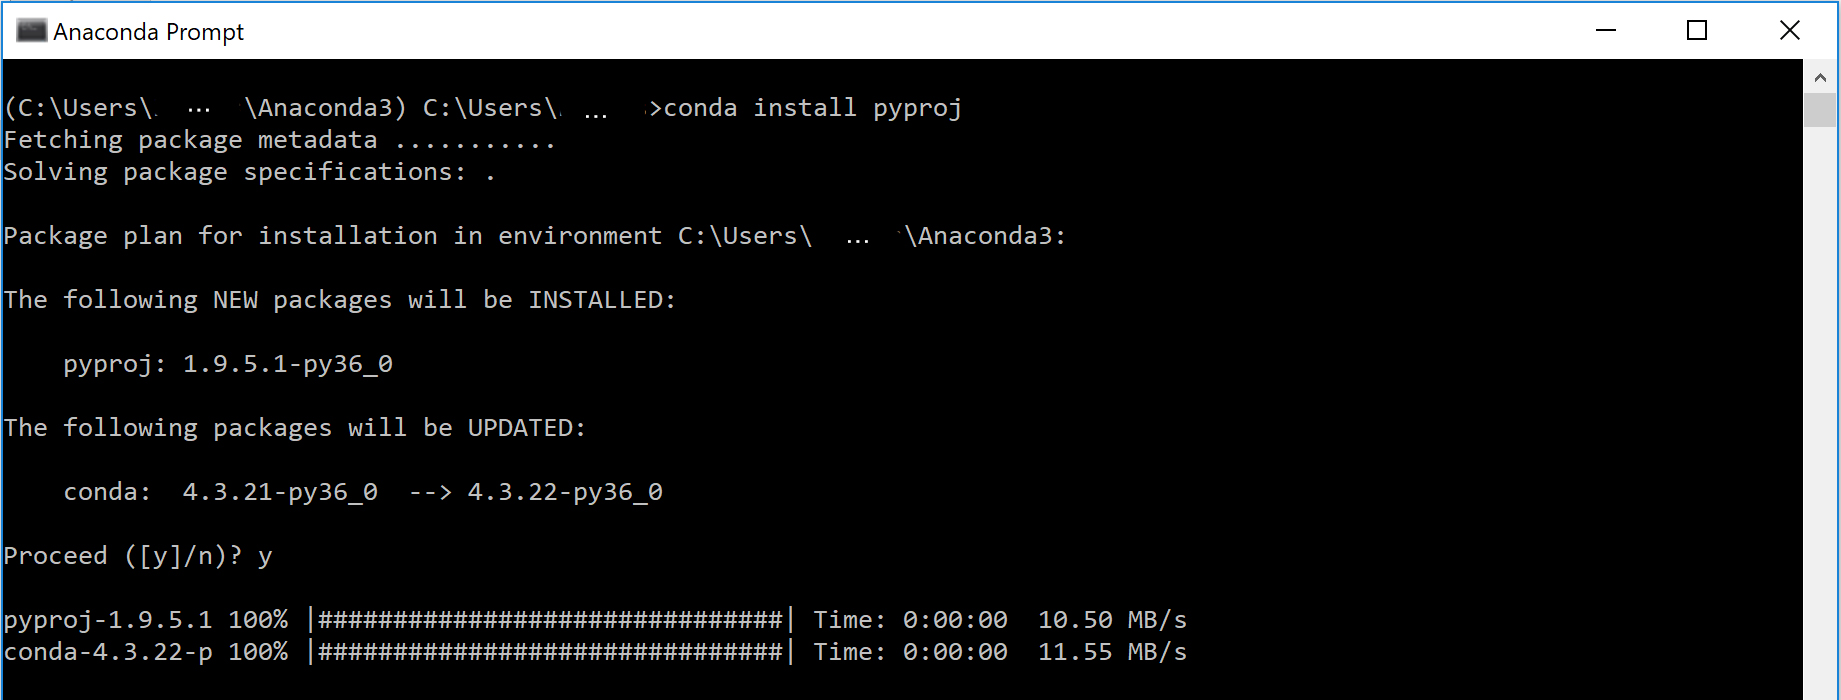 Anaconda Prompt
(C:\Users\ ... \Anaconda3) C:\Users\ ... >conda install pyproj
Fetching package metadata ...........
Solving package specifications: .
Package plan for installation in environment C:\Users\ ... \Anaconda3:
The following NEW packages will be INSTALLED:
pyproj: 1.9.5.1-py36_0
The following packages will be UPDATED:
conda:  4.3.21-py36_0  --> 4.3.22-py36_0
Proceed ([y]/n)? y
pyproj-1.9.5.1 100% |###############################| Time: 0:00:00  10.50 MB/s
conda-4.3.22-p 100% |###############################| Time: 0:00:00  11.55 MB/s